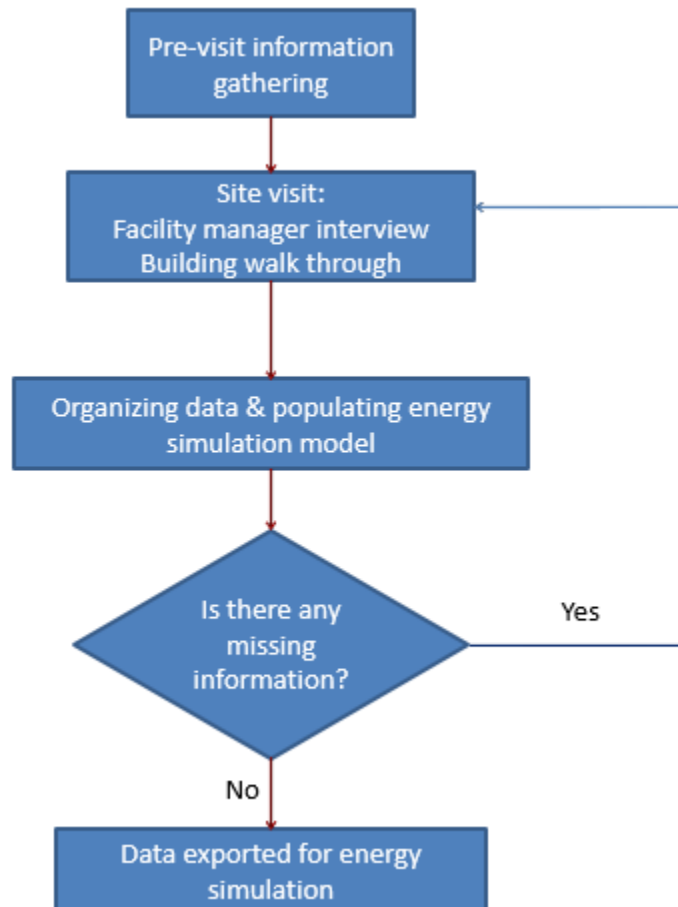 Pre-visit information
gathering
Site visit:
Facility manager interview
Building walk through
Organizing data & populating energy
simulation model
Is there any
missing
information?
Yes
No
Data exported for energy
simulation